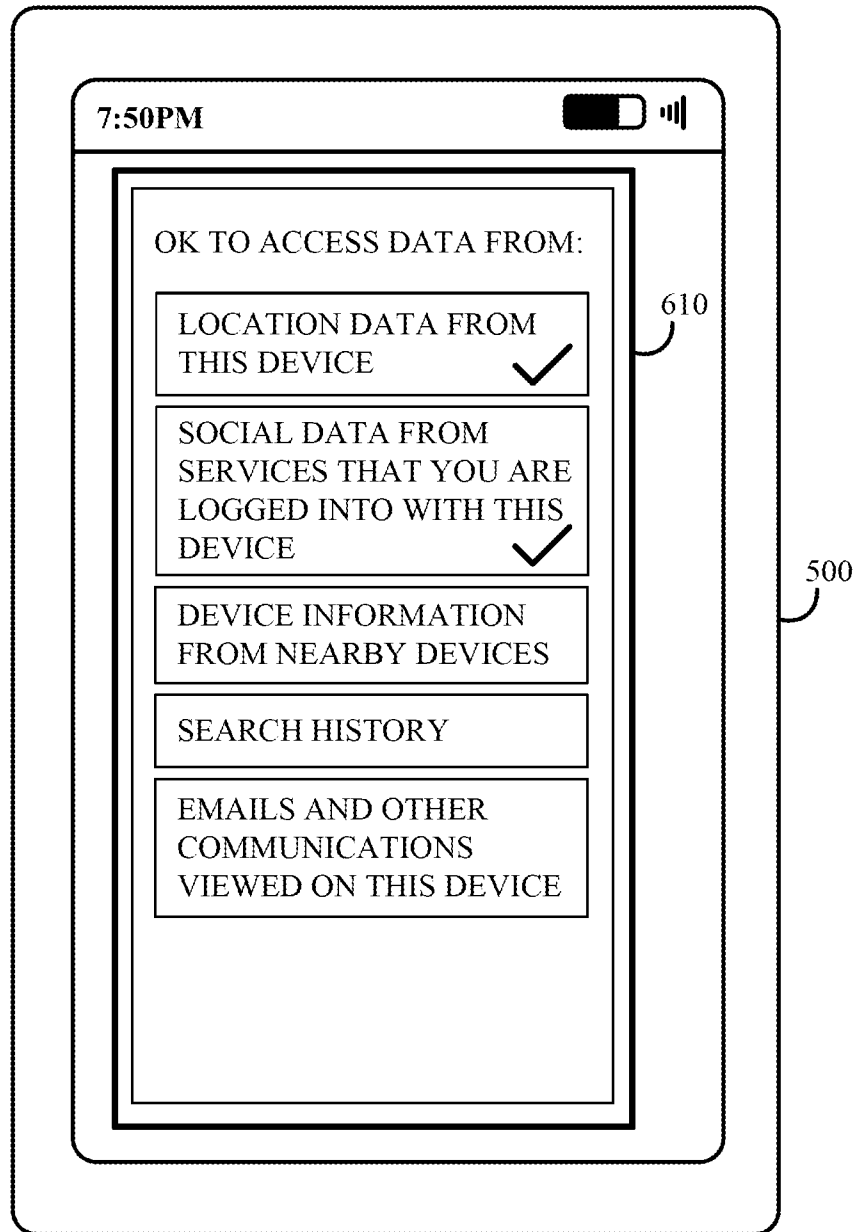 7:50PM
OK TO ACCESS DATA FROM:
610
LOCATION DATA FROM
THIS DEVICE
SOCIAL DATA FROM
SERVICES THAT YOU ARE
LOGGED INTO WITH THIS
DEVICE
500
DEVICE INFORMATION
FROM NEARBY DEVICES
SEARCH HISTORY
EMAILS AND OTHER
COMMUNICATIONS
VIEWED ON THIS DEVICE